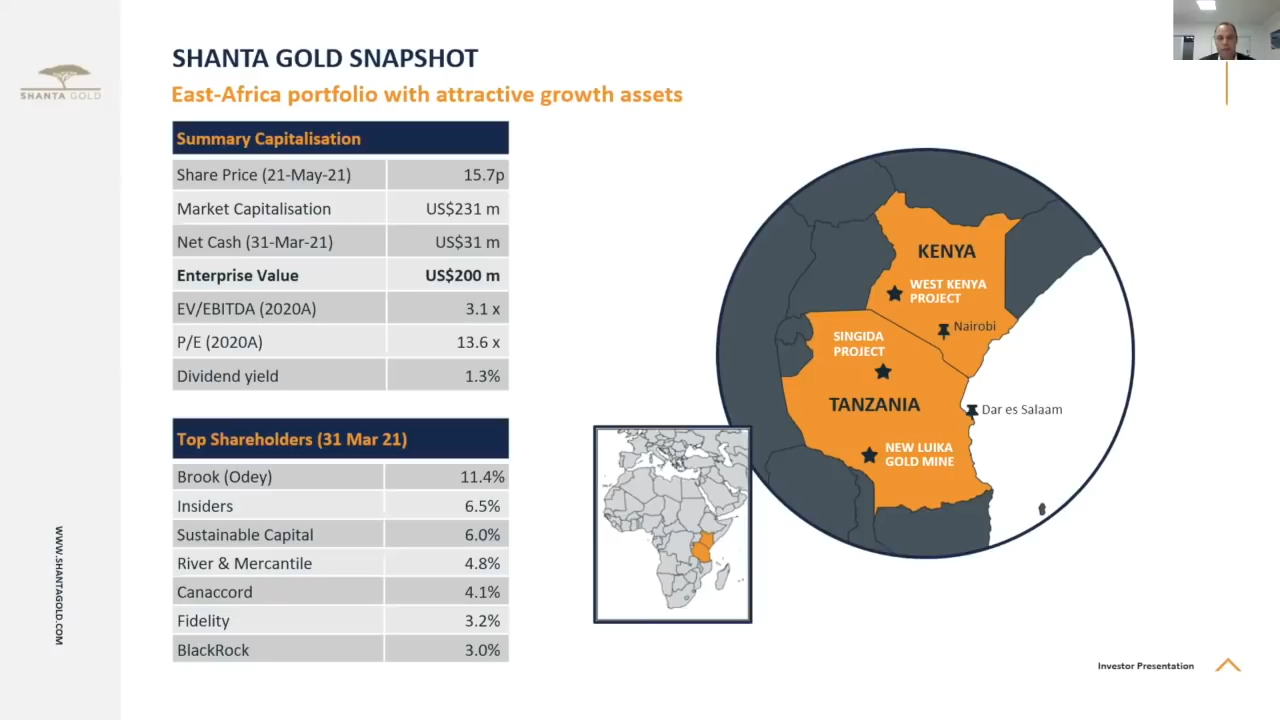 SHANTA GOLD SNAPSHOT
East-Africa portfolio with attractive growth assets
SHANTA GOLD
Summary Capitalisation
Share Price (21-May-21) 15.7p
Market Capitalisation US$231 m
Net Cash (31-Mar-21) US$31 m
Enterprise Value US$200 m
EV/EBITDA (2020A) 3.1 x
P/E (2020A) 13.6 x
Dividend yield 1.3%
Top Shareholders (31 Mar 21)
Brook (Odey) 11.4%
Insiders 6.5%
Sustainable Capital 6.0%
River & Mercantile 4.8%
Canaccord 4.1%
Fidelity 3.2%
BlackRock 3.0%
KENYA
WEST KENYA
PROJECT
Nairobi
SINGIDA
PROJECT
TANZANIA
Dar es Salaam
NEW LUIKA
GOLD MINE
WWW.SHANTAGOLD.COM
Investor Presentation